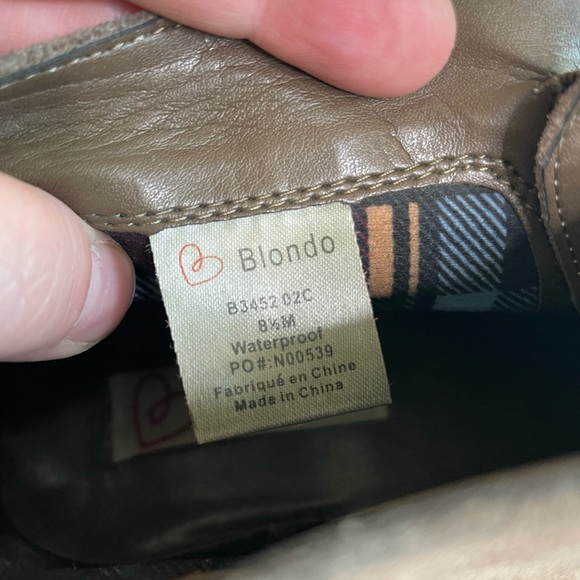 Blondo
B3452 02C
8½M
Waterproof
PO#:N00539
Fabriqué en Chine
Made in China